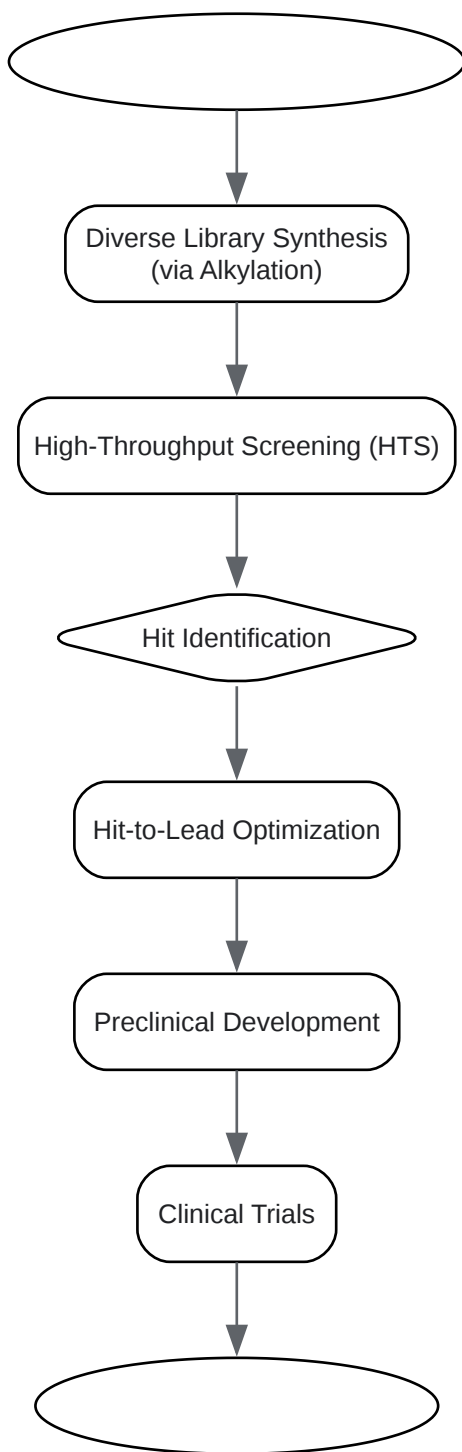 Diverse Library Synthesis
(via Alkylation)
High-Throughput Screening (HTS)
Hit Identification
Hit-to-Lead Optimization
Preclinical Development
Clinical Trials